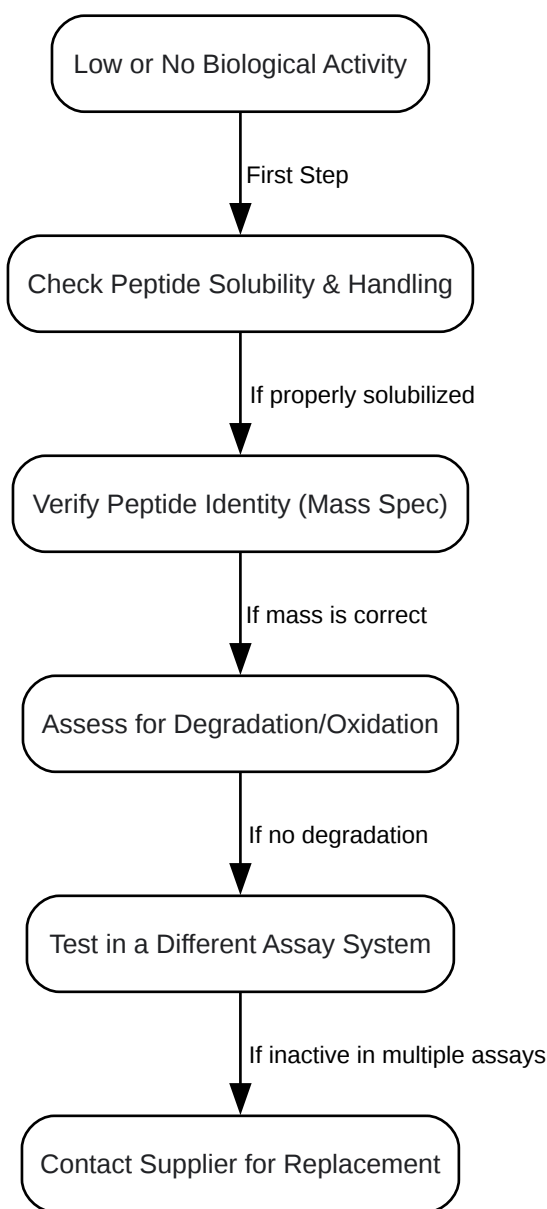 Low or No Biological Activity
First Step
Check Peptide Solubility & Handling
If properly solubilized
Verify Peptide Identity (Mass Spec)
If mass is correct
Assess for Degradation/Oxidation
If no degradation
Test in a Different Assay System
If inactive in multiple assays
Contact Supplier for Replacement